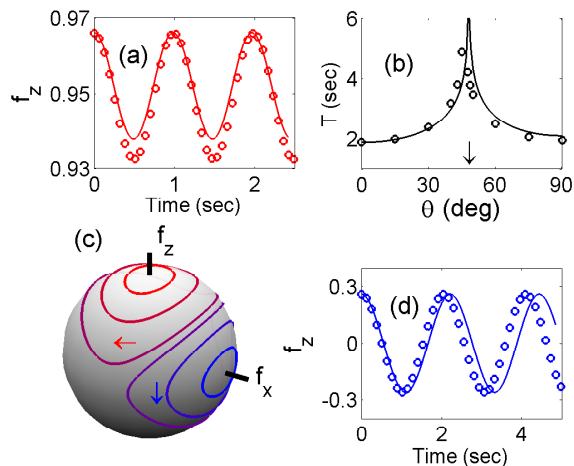 0.97
0.95
0.93
f_z
(a)
0
1
2
Time (sec)
6
4
2
T (sec)
(b)
0
30
60
90
θ (deg)
(c)
f_z
f_x
0.3
0
-0.3
f_z
(d)
0
2
4
Time (sec)